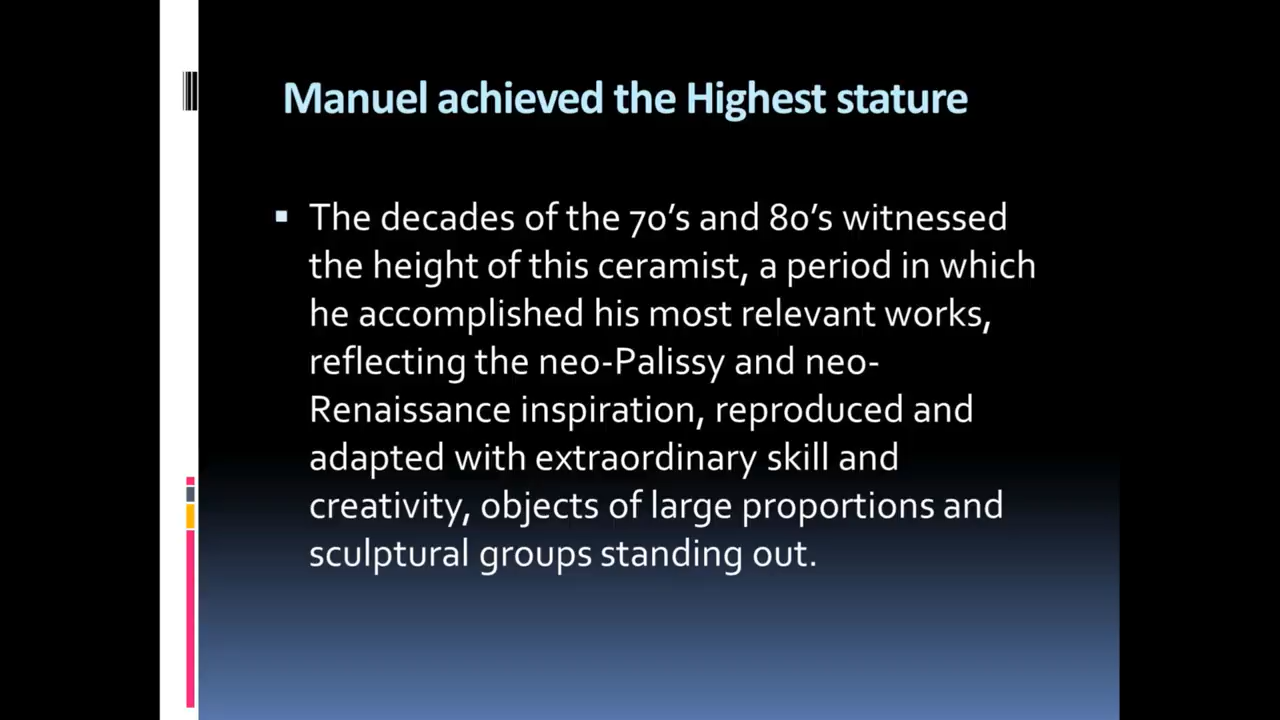 Manuel achieved the Highest stature
▪ The decades of the 70’s and 80’s witnessed
the height of this ceramist, a period in which
he accomplished his most relevant works,
reflecting the neo-Palissy and neo-
Renaissance inspiration, reproduced and
adapted with extraordinary skill and
creativity, objects of large proportions and
sculptural groups standing out.